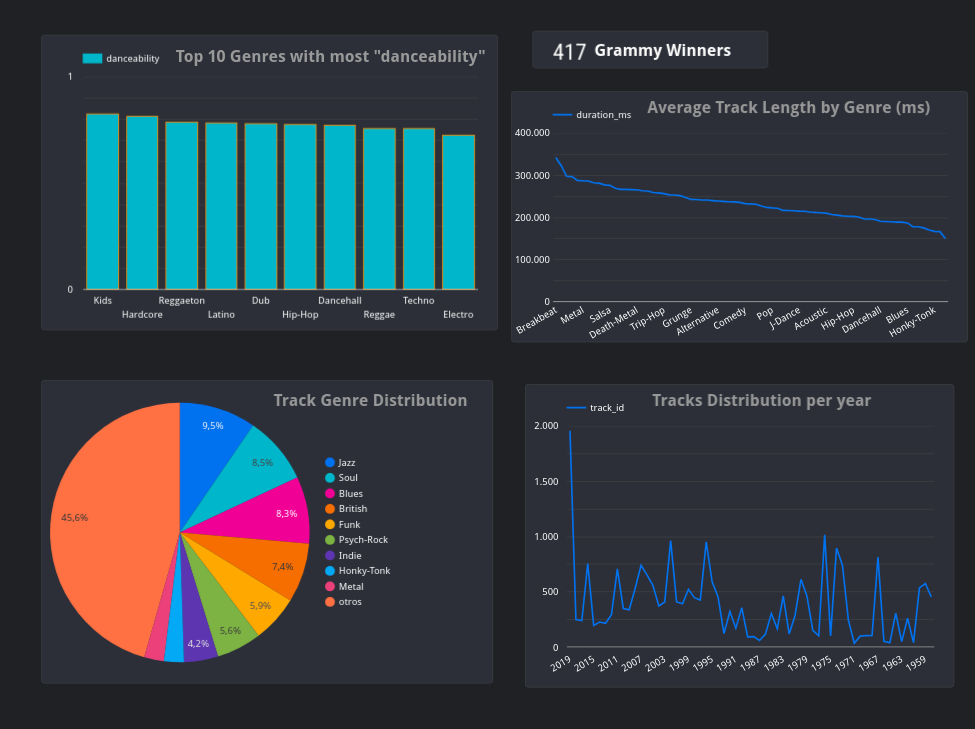 danceability
Top 10 Genres with most "danceability"
1
0
Kids
Hardcore
Reggaeton
Latino
Dub
Hip-Hop
Dancehall
Reggae
Techno
Electro
417 Grammy Winners
duration_ms
Average Track Length by Genre (ms)
400.000
300.000
200.000
100.000
0
Breakbeat
Metal
Salsa
Death-Metal
Trip-Hop
Grunge
Alternative
Comedy
Pop
J-Dance
Acoustic
Hip-Hop
Dancehall
Blues
Honky-Tonk
Track Genre Distribution
9,5%
8,5%
8,3%
7,4%
5,9%
5,6%
4,2%
45,6%
Jazz
Soul
Blues
British
Funk
Psych-Rock
Indie
Honky-Tonk
Metal
otros
track_id
Tracks Distribution per year
2.000
1.500
1.000
500
0
2019
2015
2011
2007
2003
1999
1995
1991
1987
1983
1979
1975
1971
1967
1963
1959